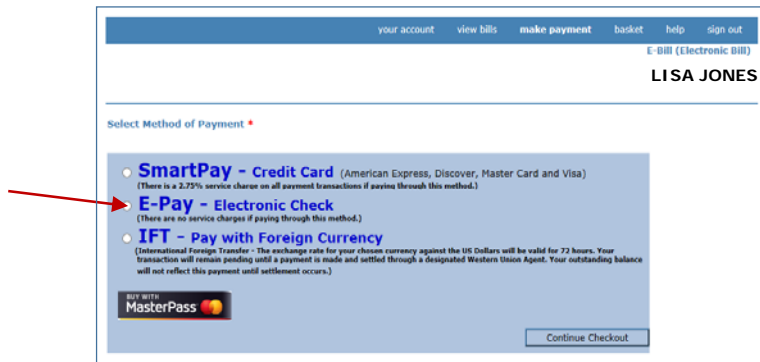 your account view bills make payment basket help sign out
E-Bill (Electronic Bill)
LISA JONES
Select Method of Payment *
SmartPay - Credit Card (American Express, Discover, Master Card and Visa)
(There is a 2.75% service charge on all payment transactions if paying through this method.)
E-Pay - Electronic Check
(There are no service charges if paying through this method.)
IFT - Pay with Foreign Currency
(International Foreign Transfer - The exchange rate for your chosen currency against the US Dollars will be valid for 72 hours. Your
transaction will remain pending until a payment is made and settled through a designated Western Union Agent. Your outstanding balance
will not reflect this payment until settlement occurs.)
BUY WITH
MasterPass
Continue Checkout